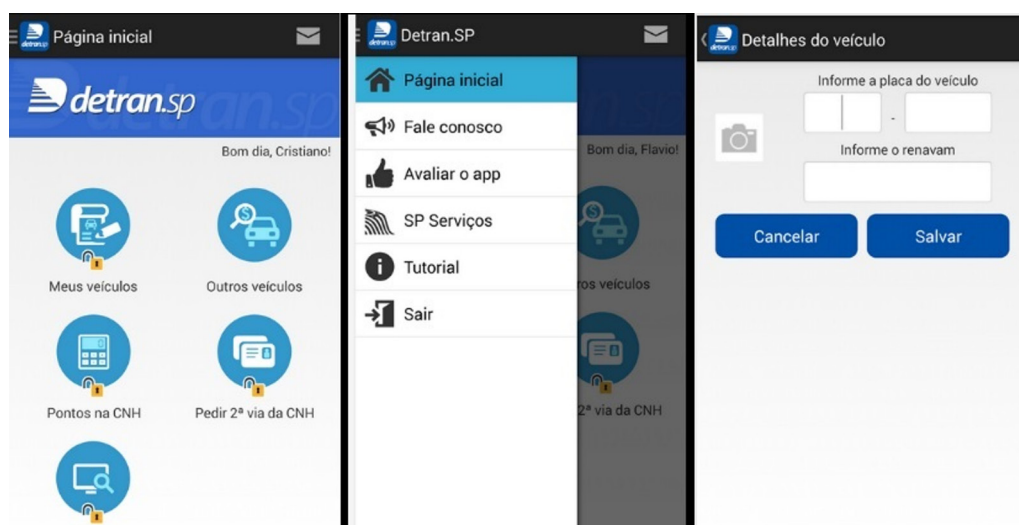 Página inicial
detran.sp
Bom dia, Cristiano!
Meus veículos
Outros veículos
Pontos na CNH
Pedir 2ª via da CNH
Detran.SP
Página inicial
Fale conosco
Avaliar o app
SP Serviços
Tutorial
Sair
Bom dia, Flavio!
ros veículos
2ª via da CNH
Detalhes do veículo
Informe a placa do veículo
-
Informe o renavam
Cancelar
Salvar